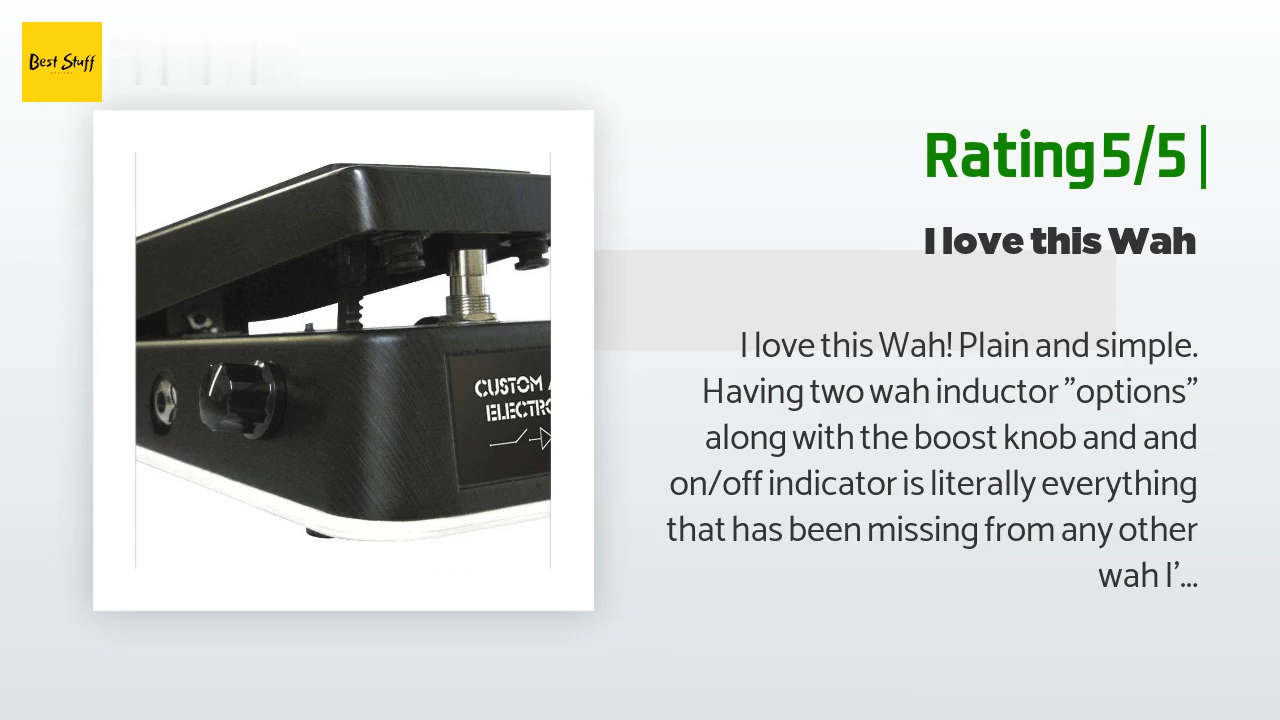 Best Stuff
Rating 5/5 |
I love this Wah
I love this Wah! Plain and simple.
Having two wah inductor ”options”
along with the boost knob and and
on/off indicator is literally everything
that has been missing from any other
wah I’...
CUSTOM
ELECTRO